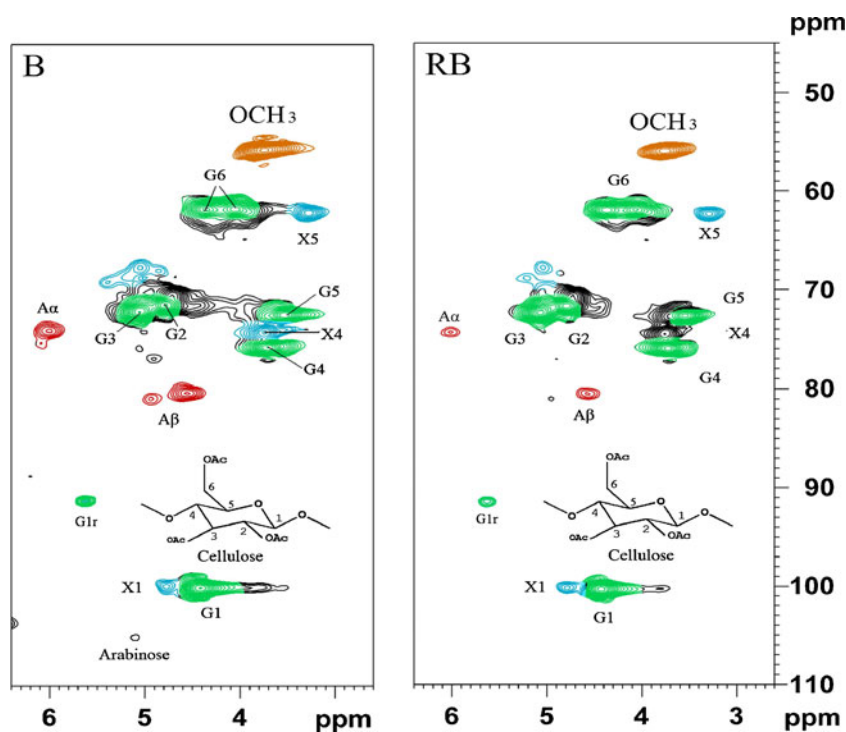 ppm
B
OCH3
G6
X5
Aα
G3
G2
G5
X4
G4
Aβ
G1r
OAc
6
5
O
4
O
1
O
3
2
OAc
OAc
Cellulose
X1
G1
Arabinose
6 5 4 ppm
RB
OCH3
G6
X5
Aα
G3
G2
G5
X4
G4
Aβ
G1r
OAc
6
5
O
4
O
1
O
3
2
OAc
OAc
Cellulose
X1
G1
6 5 4 3 ppm
50
60
70
80
90
100
110